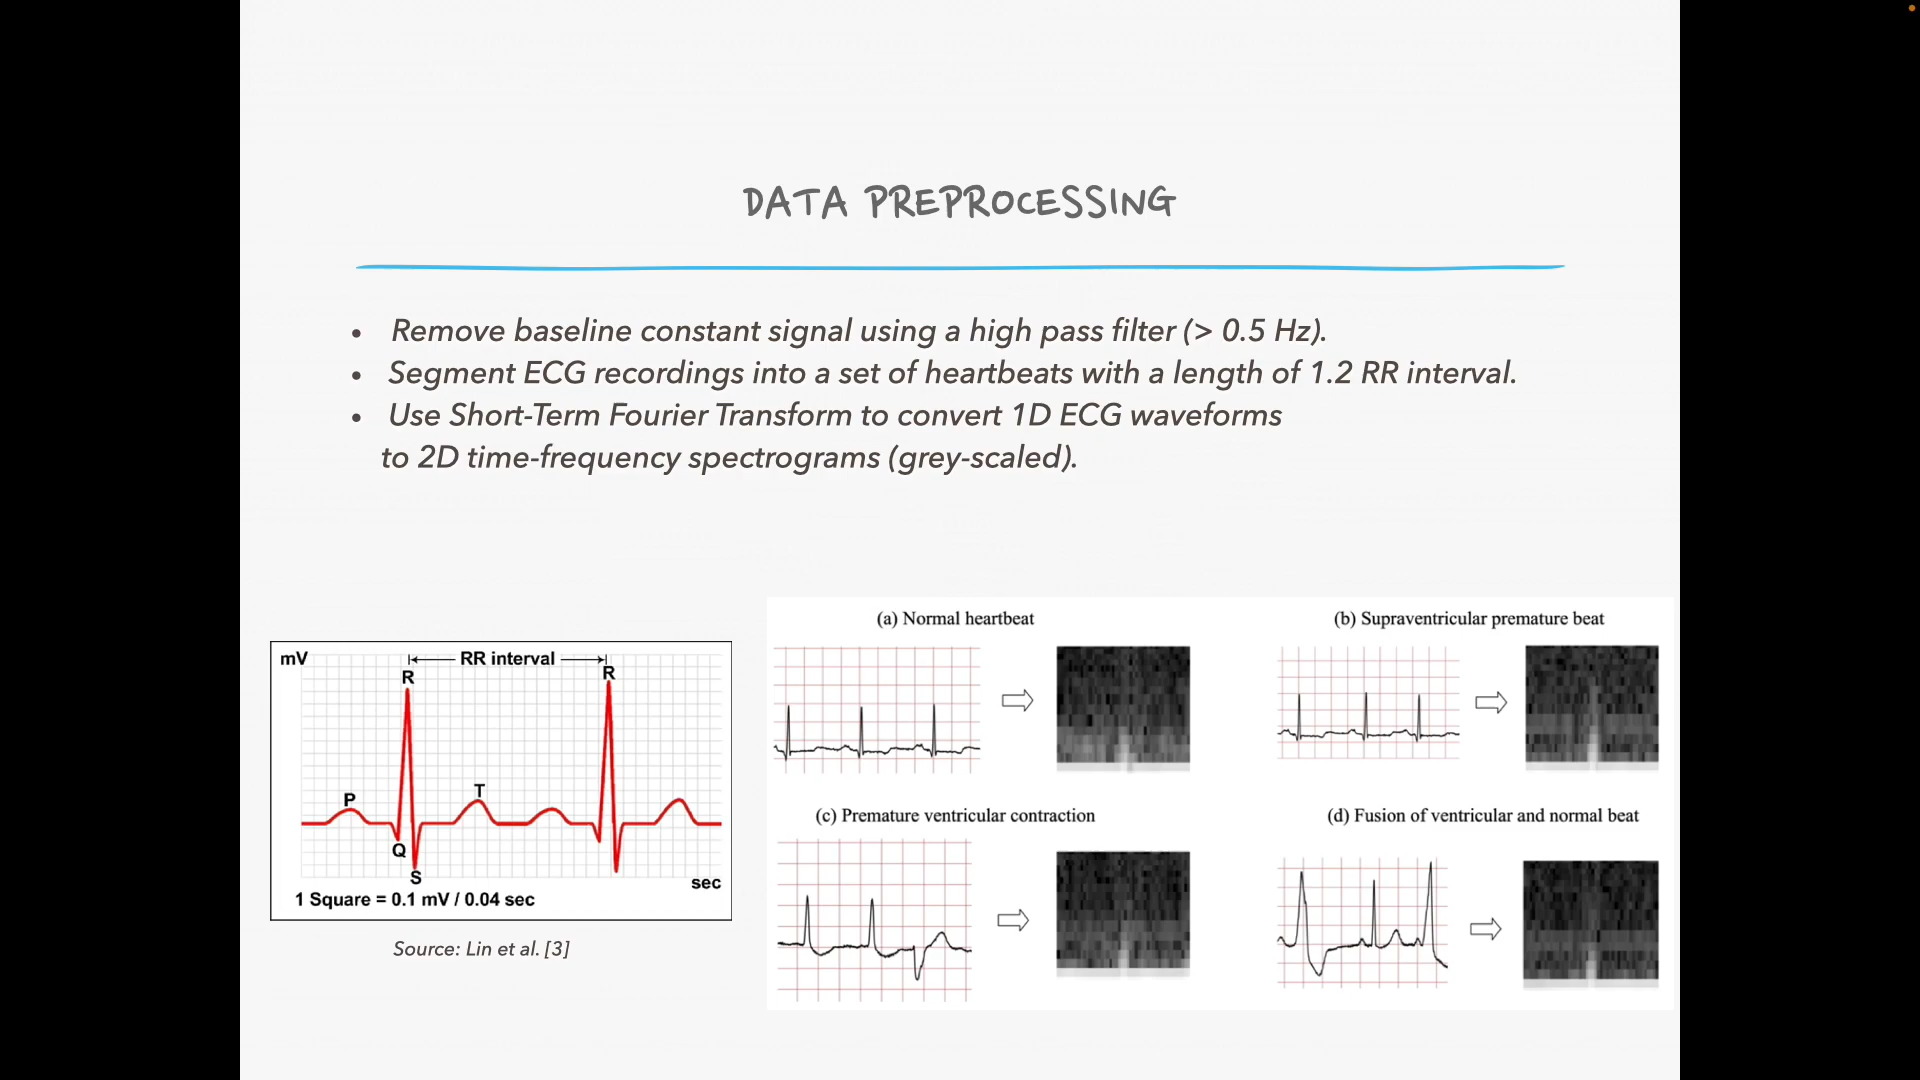 DATA PREPROCESSING
• Remove baseline constant signal using a high pass filter (> 0.5 Hz).
• Segment ECG recordings into a set of heartbeats with a length of 1.2 RR interval.
• Use Short-Term Fourier Transform to convert 1D ECG waveforms
to 2D time-frequency spectrograms (grey-scaled).
mV
RR interval
R
R
P
T
Q
S
sec
1 Square = 0.1 mV / 0.04 sec
Source: Lin et al. [3]
(a) Normal heartbeat
(b) Supraventricular premature beat
(c) Premature ventricular contraction
(d) Fusion of ventricular and normal beat